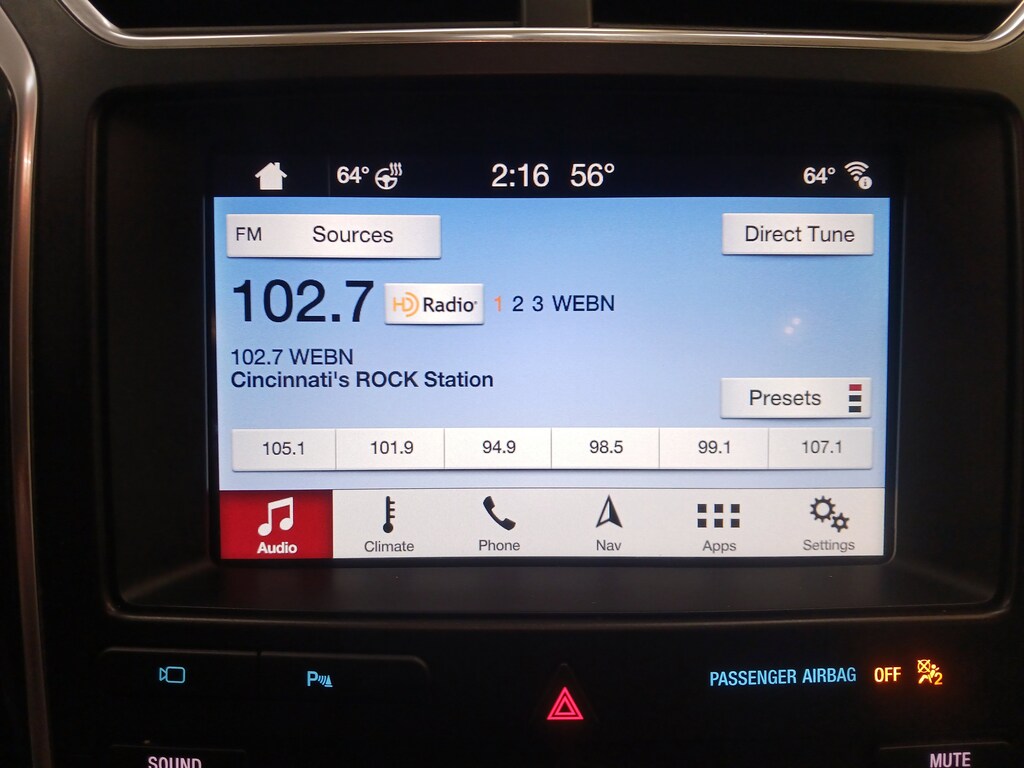 64° 2:16 56° 64°
FM Sources Direct Tune
102.7 HD Radio 1 2 3 WEBN
102.7 WEBN
Cincinnati's ROCK Station
Presets
105.1 101.9 94.9 98.5 99.1 107.1
Audio Climate Phone Nav Apps Settings
P PASSENGER AIRBAG OFF 2
SOUND MUTE